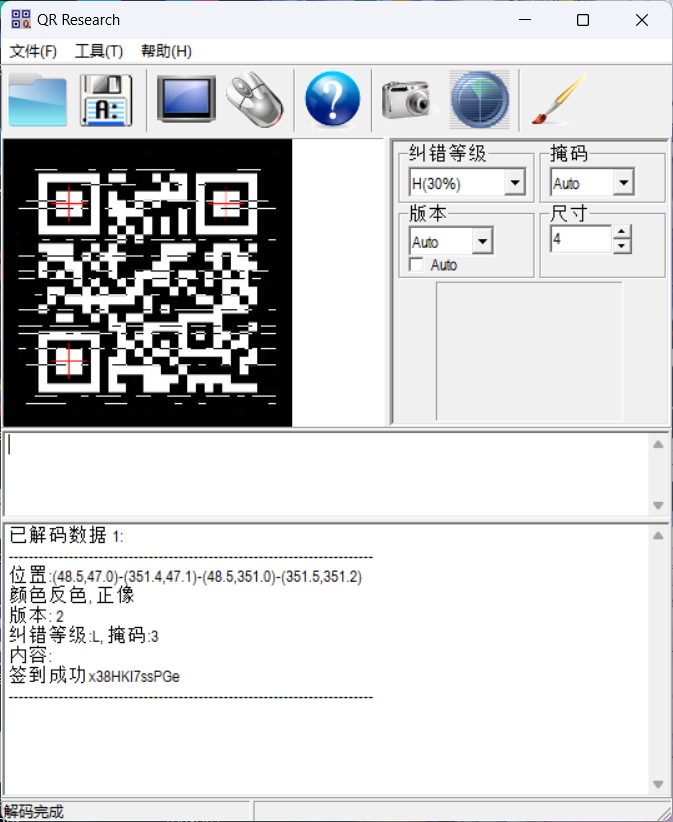 QR Research
文件(F) 工具(T) 帮助(H)
A:
?
纠错等级
H(30%)
掩码
Auto
版本
Auto
Auto
尺寸
4
已解码数据 1:
---------------------------------------------------------------------------
位置:(48.5,47.0)-(351.4,47.1)-(48.5,351.0)-(351.5,351.2)
颜色反色, 正像
版本: 2
纠错等级:L, 掩码:3
内容:
签到成功x38HKI7ssPGe
---------------------------------------------------------------------------
解码完成